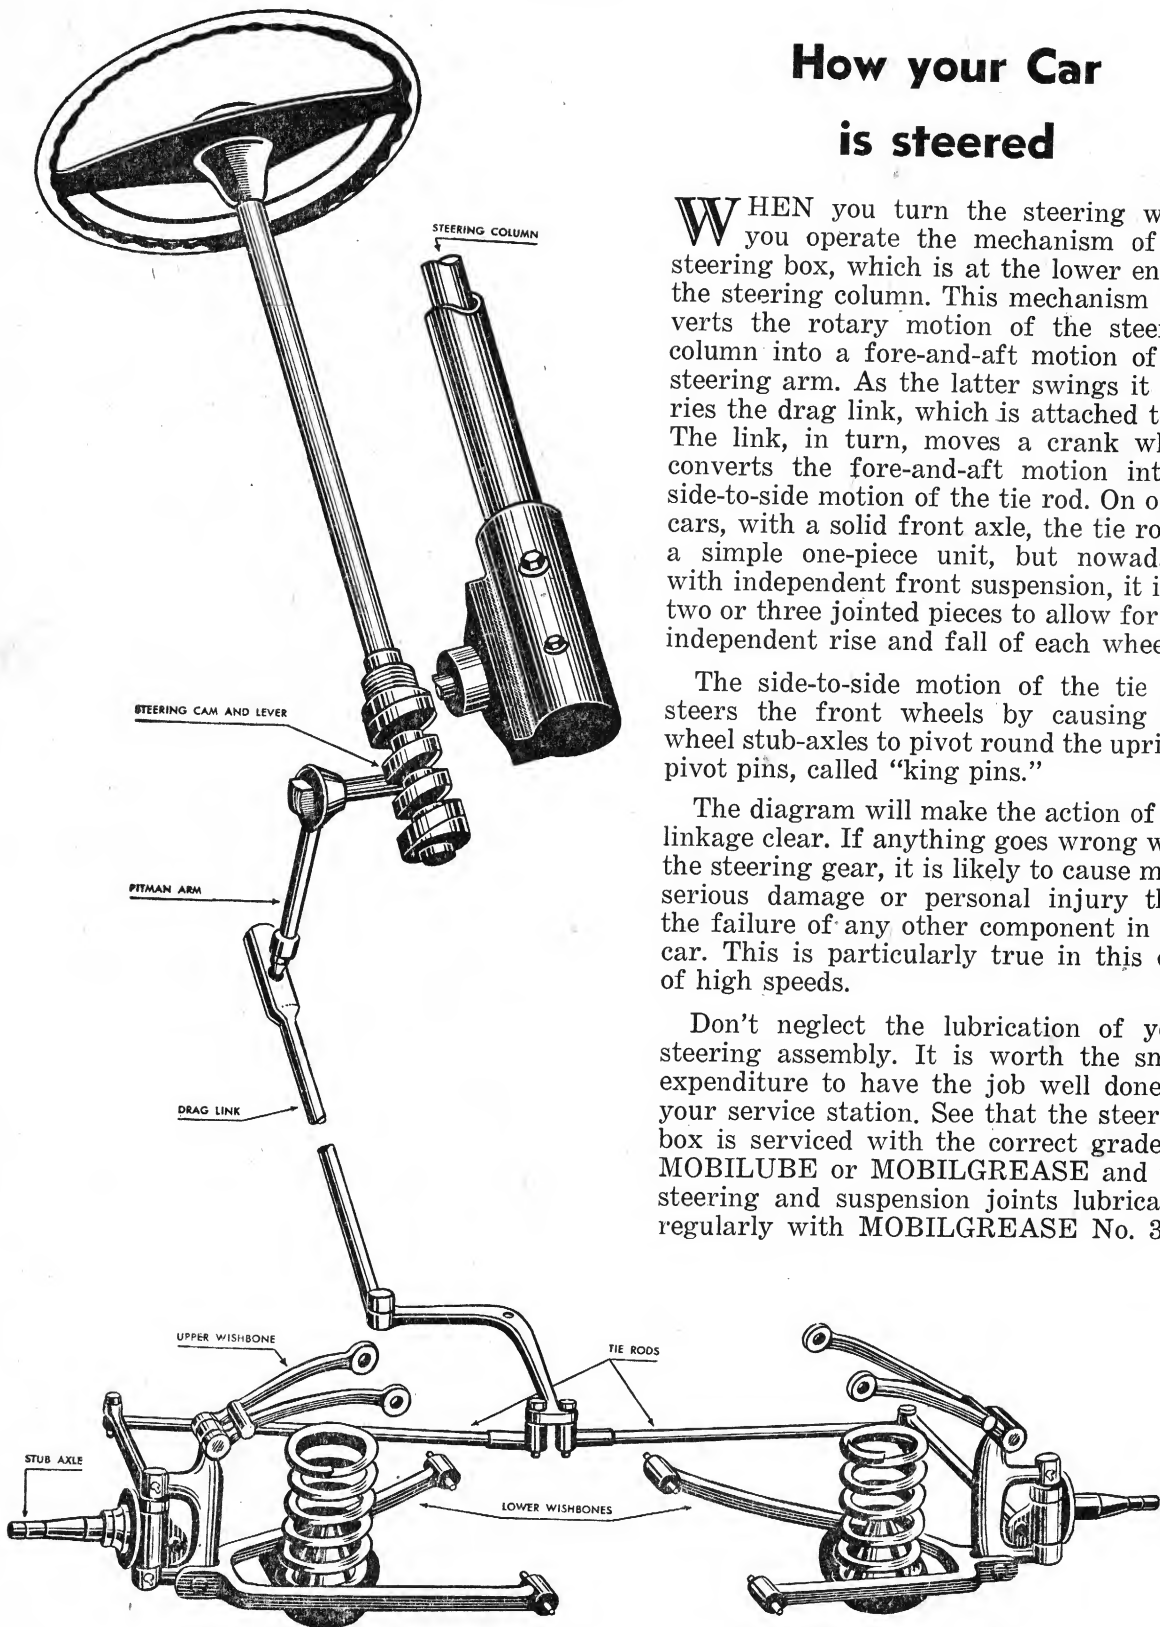 How your Car
is steered
WHEN you turn the steering w
you operate the mechanism of
steering box, which is at the lower en
the steering column. This mechanism
verts the rotary motion of the steer
column into a fore-and-aft motion of
steering arm. As the latter swings it
ries the drag link, which is attached t
The link, in turn, moves a crank wh
converts the fore-and-aft motion int
side-to-side motion of the tie rod. On o
cars, with a solid front axle, the tie ro
a simple one-piece unit, but nowad
with independent front suspension, it i
two or three jointed pieces to allow for
independent rise and fall of each whee
The side-to-side motion of the tie
steers the front wheels by causing
wheel stub-axles to pivot round the upri
pivot pins, called “king pins.”
The diagram will make the action of
linkage clear. If anything goes wrong w
the steering gear, it is likely to cause m
serious damage or personal injury th
the failure of any other component in
car. This is particularly true in this
of high speeds.
Don’t neglect the lubrication of y
steering assembly. It is worth the sm
expenditure to have the job well done
your service station. See that the steer
box is serviced with the correct grade
MOBILUBE or MOBILGREASE and
steering and suspension joints lubrica
regularly with MOBILGREASE No. 3
STEERING COLUMN
STEERING CAM AND LEVER
PITMAN ARM
DRAG LINK
UPPER WISHBONE
TIE RODS
STUB AXLE
LOWER WISHBONES